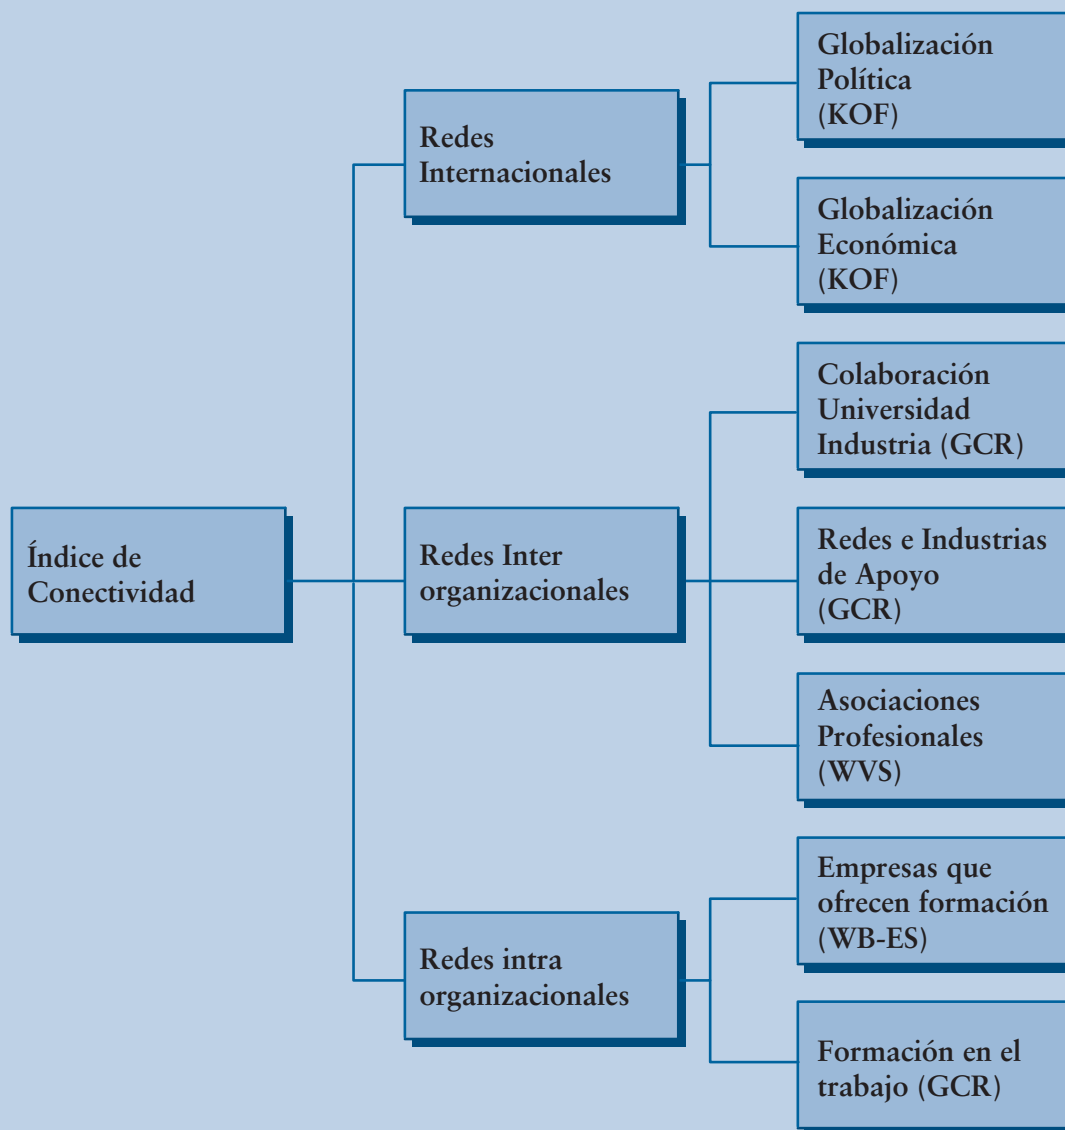 Índice de
Conectividad
Redes
Internacionales
Globalización
Política
(KOF)
Globalización
Económica
(KOF)
Redes Inter
organizacionales
Colaboración
Universidad
Industria (GCR)
Redes e Industrias
de Apoyo
(GCR)
Asociaciones
Profesionales
(WVS)
Redes intra
organizacionales
Empresas que
ofrecen formación
(WB-ES)
Formación en el
trabajo (GCR)